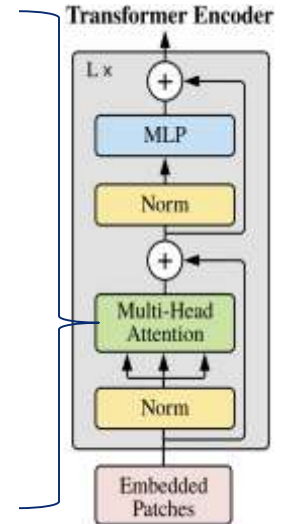 Transformer Encoder
L ×
+
MLP
Norm
+
Multi-Head
Attention
Norm
Embedded
Patches